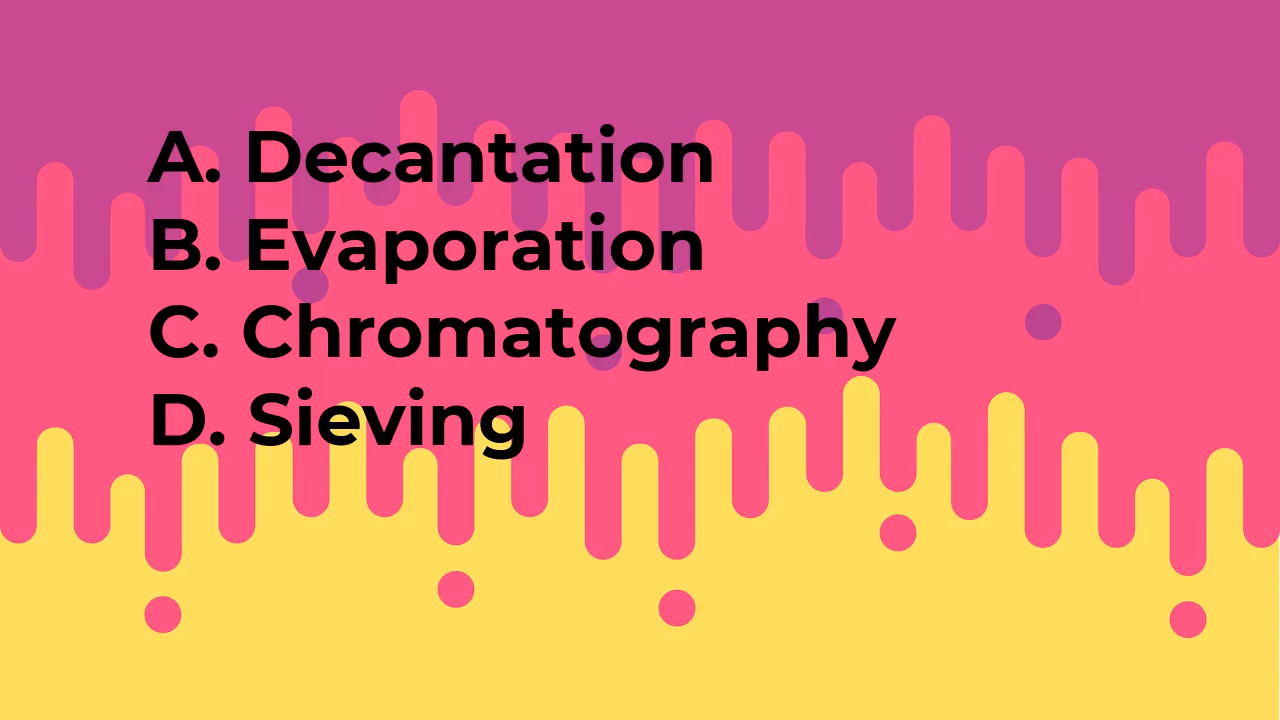 A. Decantation
B. Evaporation
C. Chromatography
D. Sieving